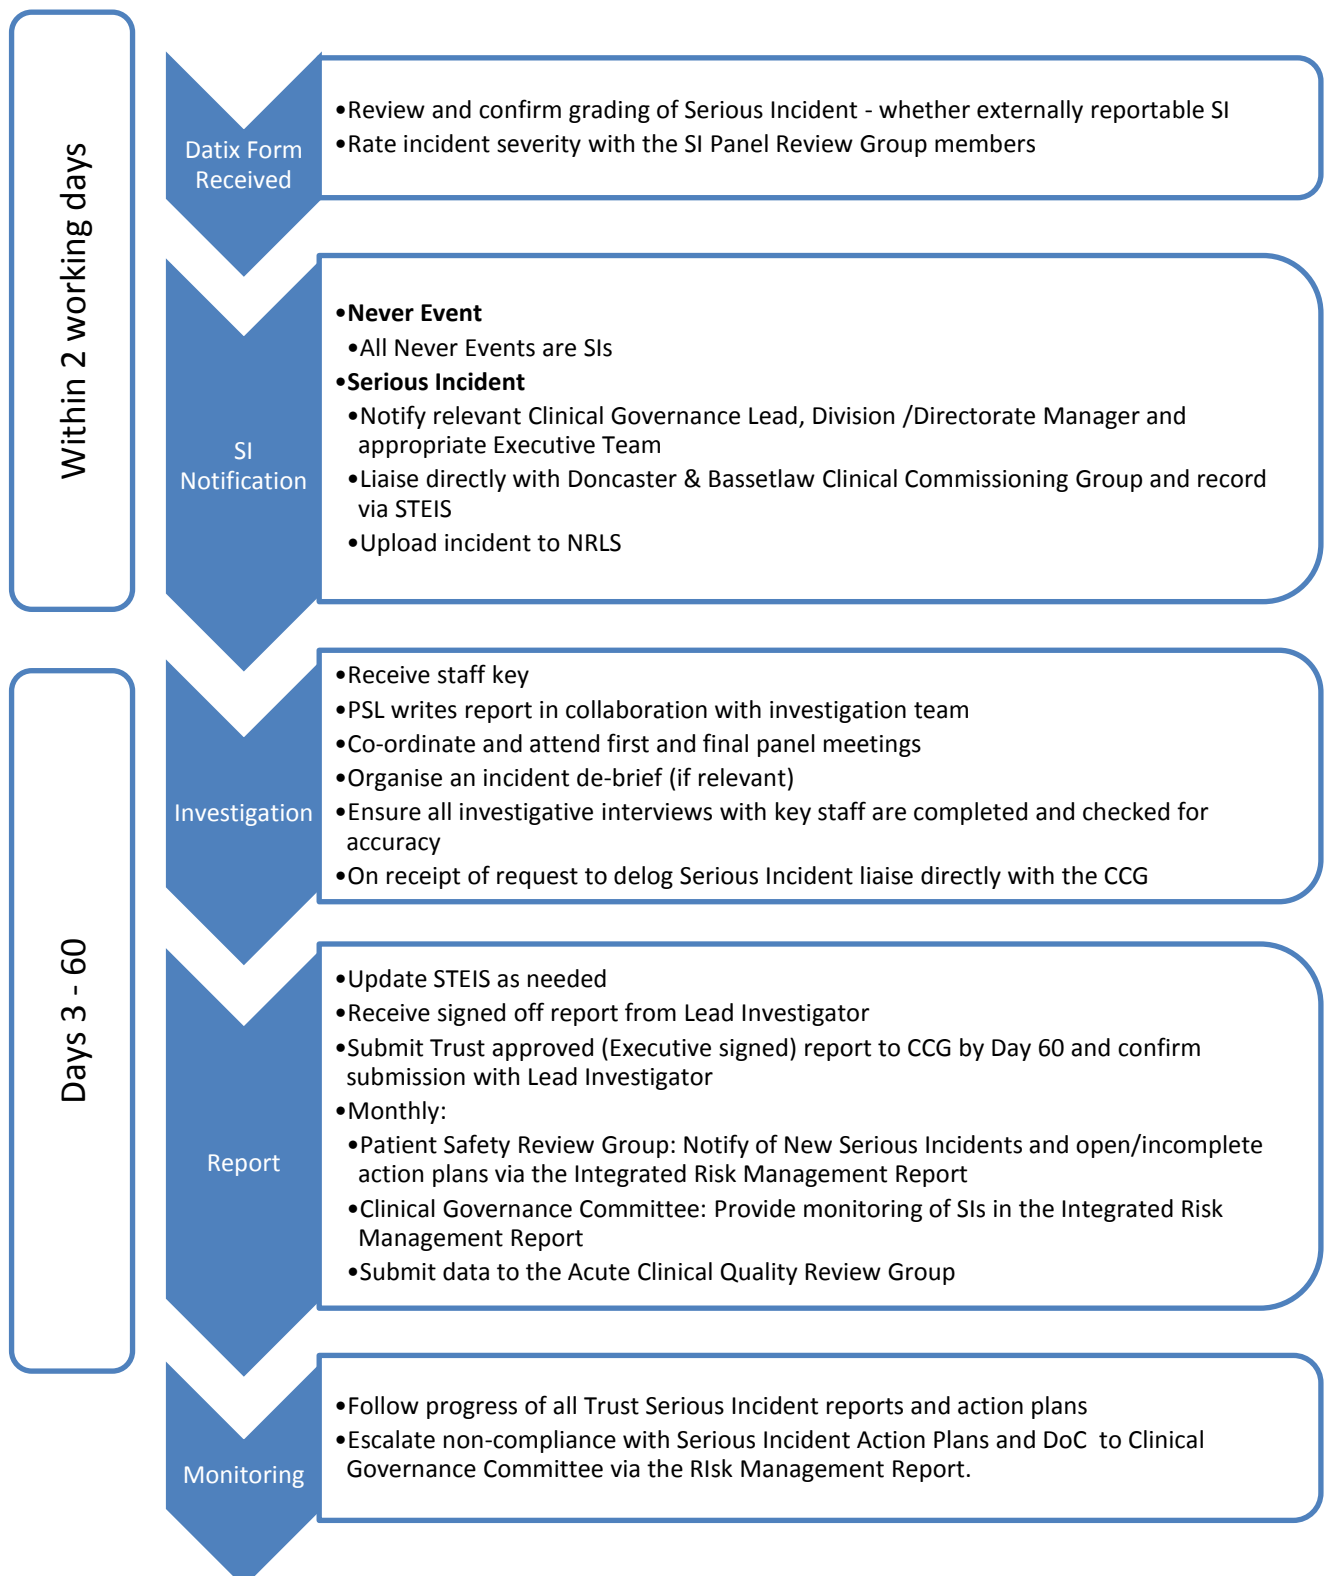 Within 2 working days
Datix Form
Received
•Review and confirm grading of Serious Incident - whether externally reportable SI
•Rate incident severity with the SI Panel Review Group members
SI
Notification
•Never Event
•All Never Events are SIs
•Serious Incident
•Notify relevant Clinical Governance Lead, Division /Directorate Manager and
appropriate Executive Team
•Liaise directly with Doncaster & Bassetlaw Clinical Commissioning Group and record
via STEIS
•Upload incident to NRLS
Days 3 - 60
Investigation
•Receive staff key
•PSL writes report in collaboration with investigation team
•Co-ordinate and attend first and final panel meetings
•Organise an incident de-brief (if relevant)
•Ensure all investigative interviews with key staff are completed and checked for
accuracy
•On receipt of request to delog Serious Incident liaise directly with the CCG
Report
•Update STEIS as needed
•Receive signed off report from Lead Investigator
•Submit Trust approved (Executive signed) report to CCG by Day 60 and confirm
submission with Lead Investigator
•Monthly:
•Patient Safety Review Group: Notify of New Serious Incidents and open/incomplete
action plans via the Integrated Risk Management Report
•Clinical Governance Committee: Provide monitoring of SIs in the Integrated Risk
Management Report
•Submit data to the Acute Clinical Quality Review Group
Monitoring
•Follow progress of all Trust Serious Incident reports and action plans
•Escalate non-compliance with Serious Incident Action Plans and DoC  to Clinical
Governance Committee via the RIsk Management Report.